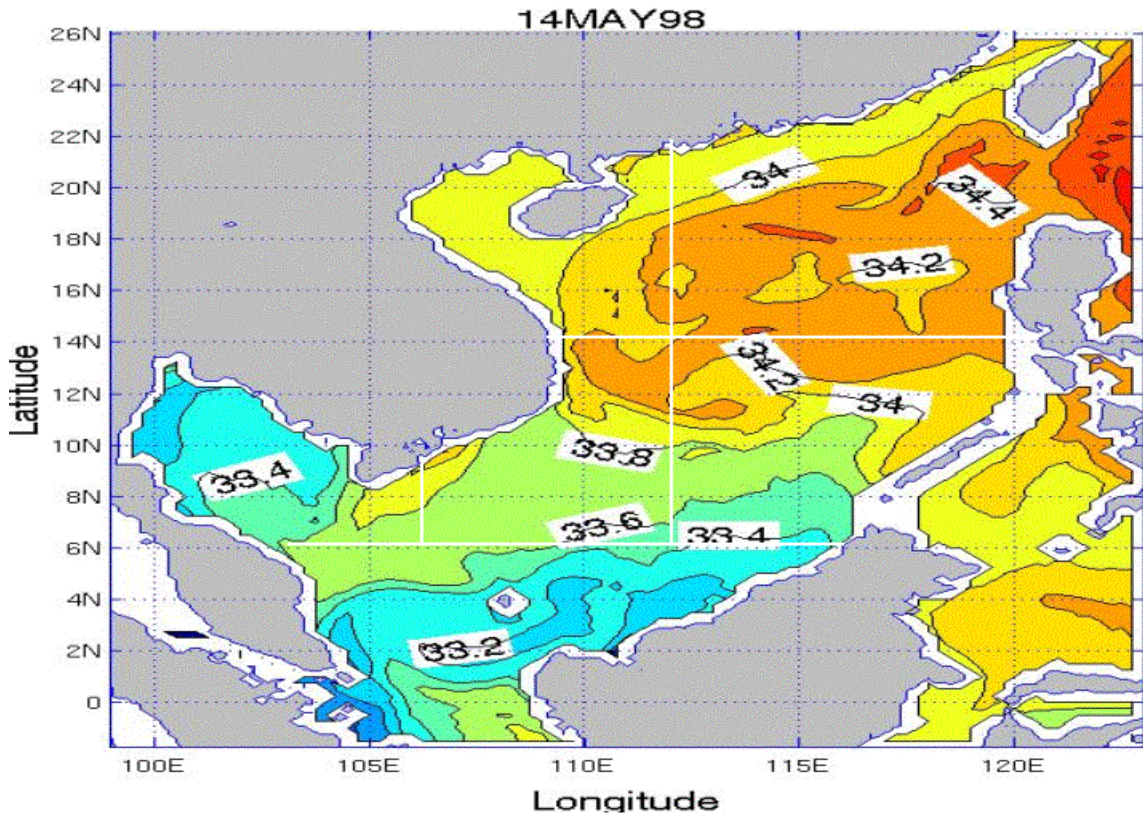 14MAY98
26N
24N
22N
20N
18N
16N
14N
12N
10N
8N
6N
4N
2N
0
Latitude
34
34.4
34.2
34.2
34
33.8
33.4
33.6
33.4
33.2
100E 105E 110E 115E 120E
Longitude